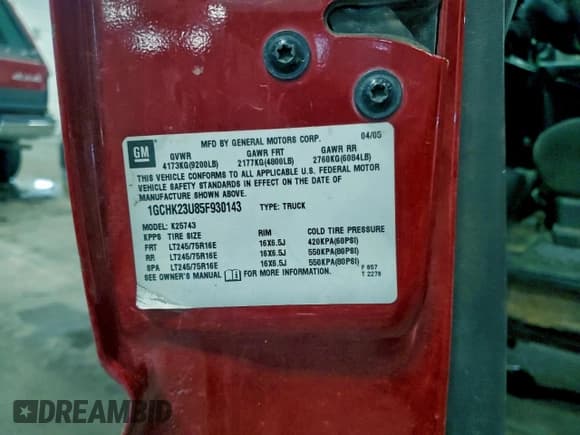 GM
MFD BY GENERAL MOTORS CORP. 04/05
GVWR GAWR FRT GAWR RR
4173KG(9200LB) 2177KG(4800LB) 2760KG(6084LB)
THIS VEHICLE CONFORMS TO ALL APPLICABLE U.S. FEDERAL MOTOR
VEHICLE SAFETY STANDARDS IN EFFECT ON THE DATE OF
MANUFACTURE SHOWN ABOVE.
1GCHK23U85F930143 TYPE: TRUCK
MODEL: K25743
KPPS TIRE SIZE RIM COLD TIRE PRESSURE
FRT LT245/75R16E 16X6.5J 420KPA(60PSI)
RR LT245/75R16E 16X6.5J 550KPA(80PSI)
SPA LT245/75R16E 16X6.5J 550KPA(80PSI)
SEE OWNER'S MANUAL FOR MORE INFORMATION. F 857
T 2278
DREAMBID